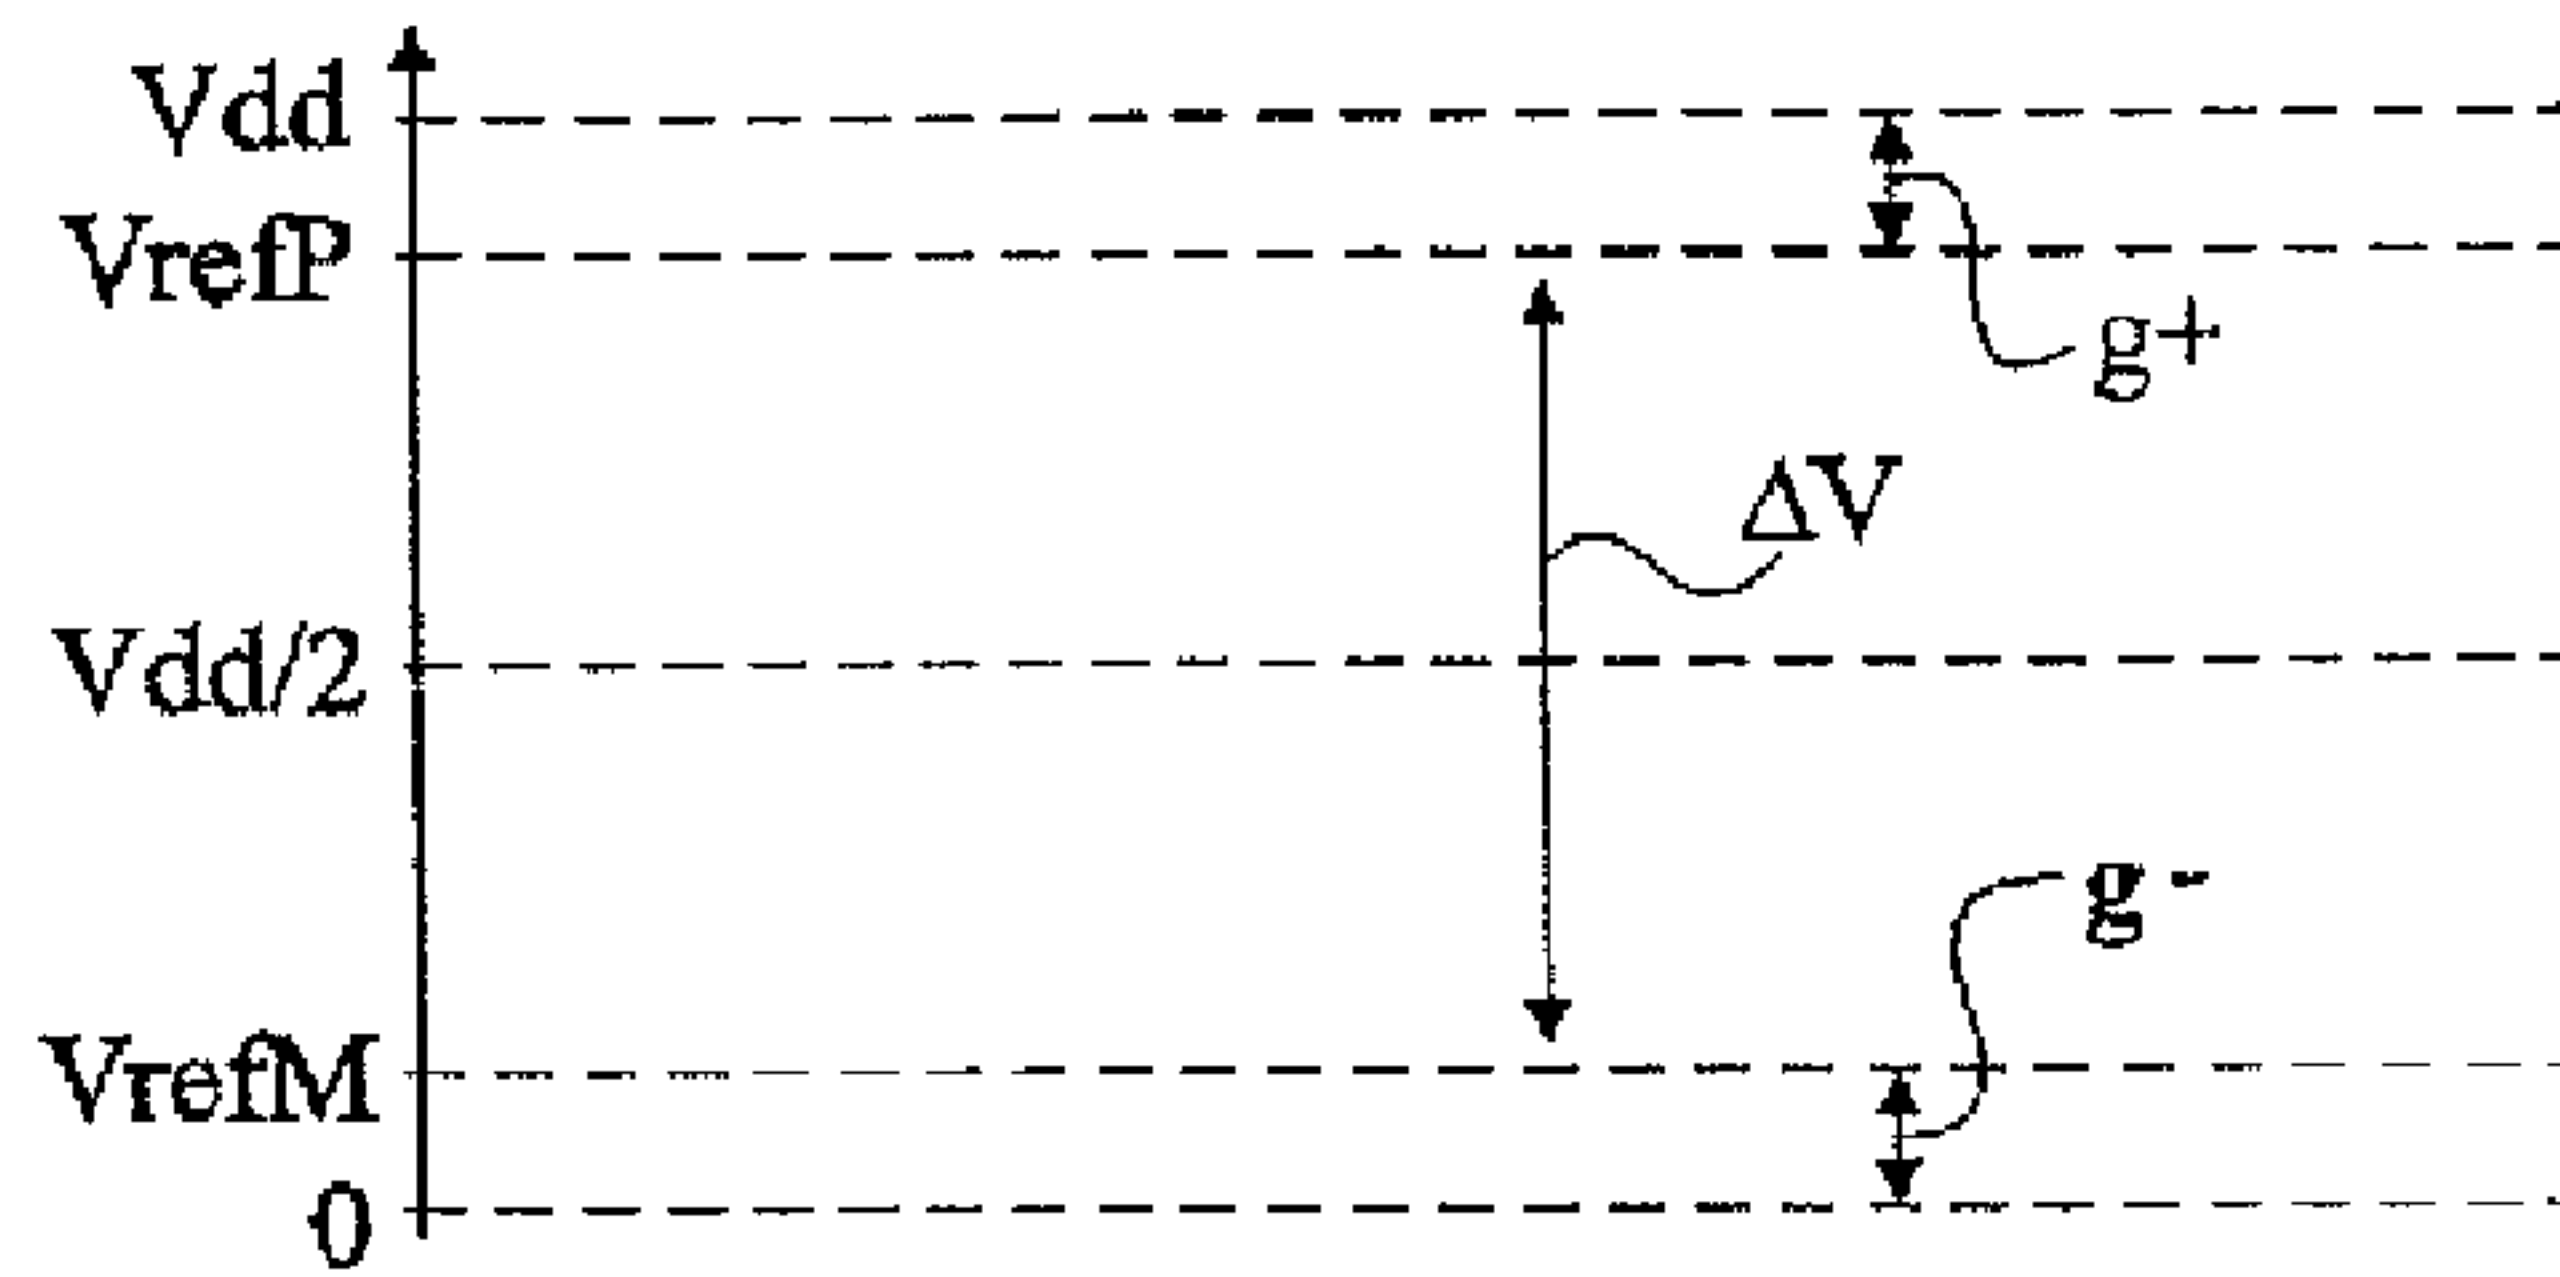 Vdd
VrefP
g+
ΔV
Vdd/2
g-
VrefM
0